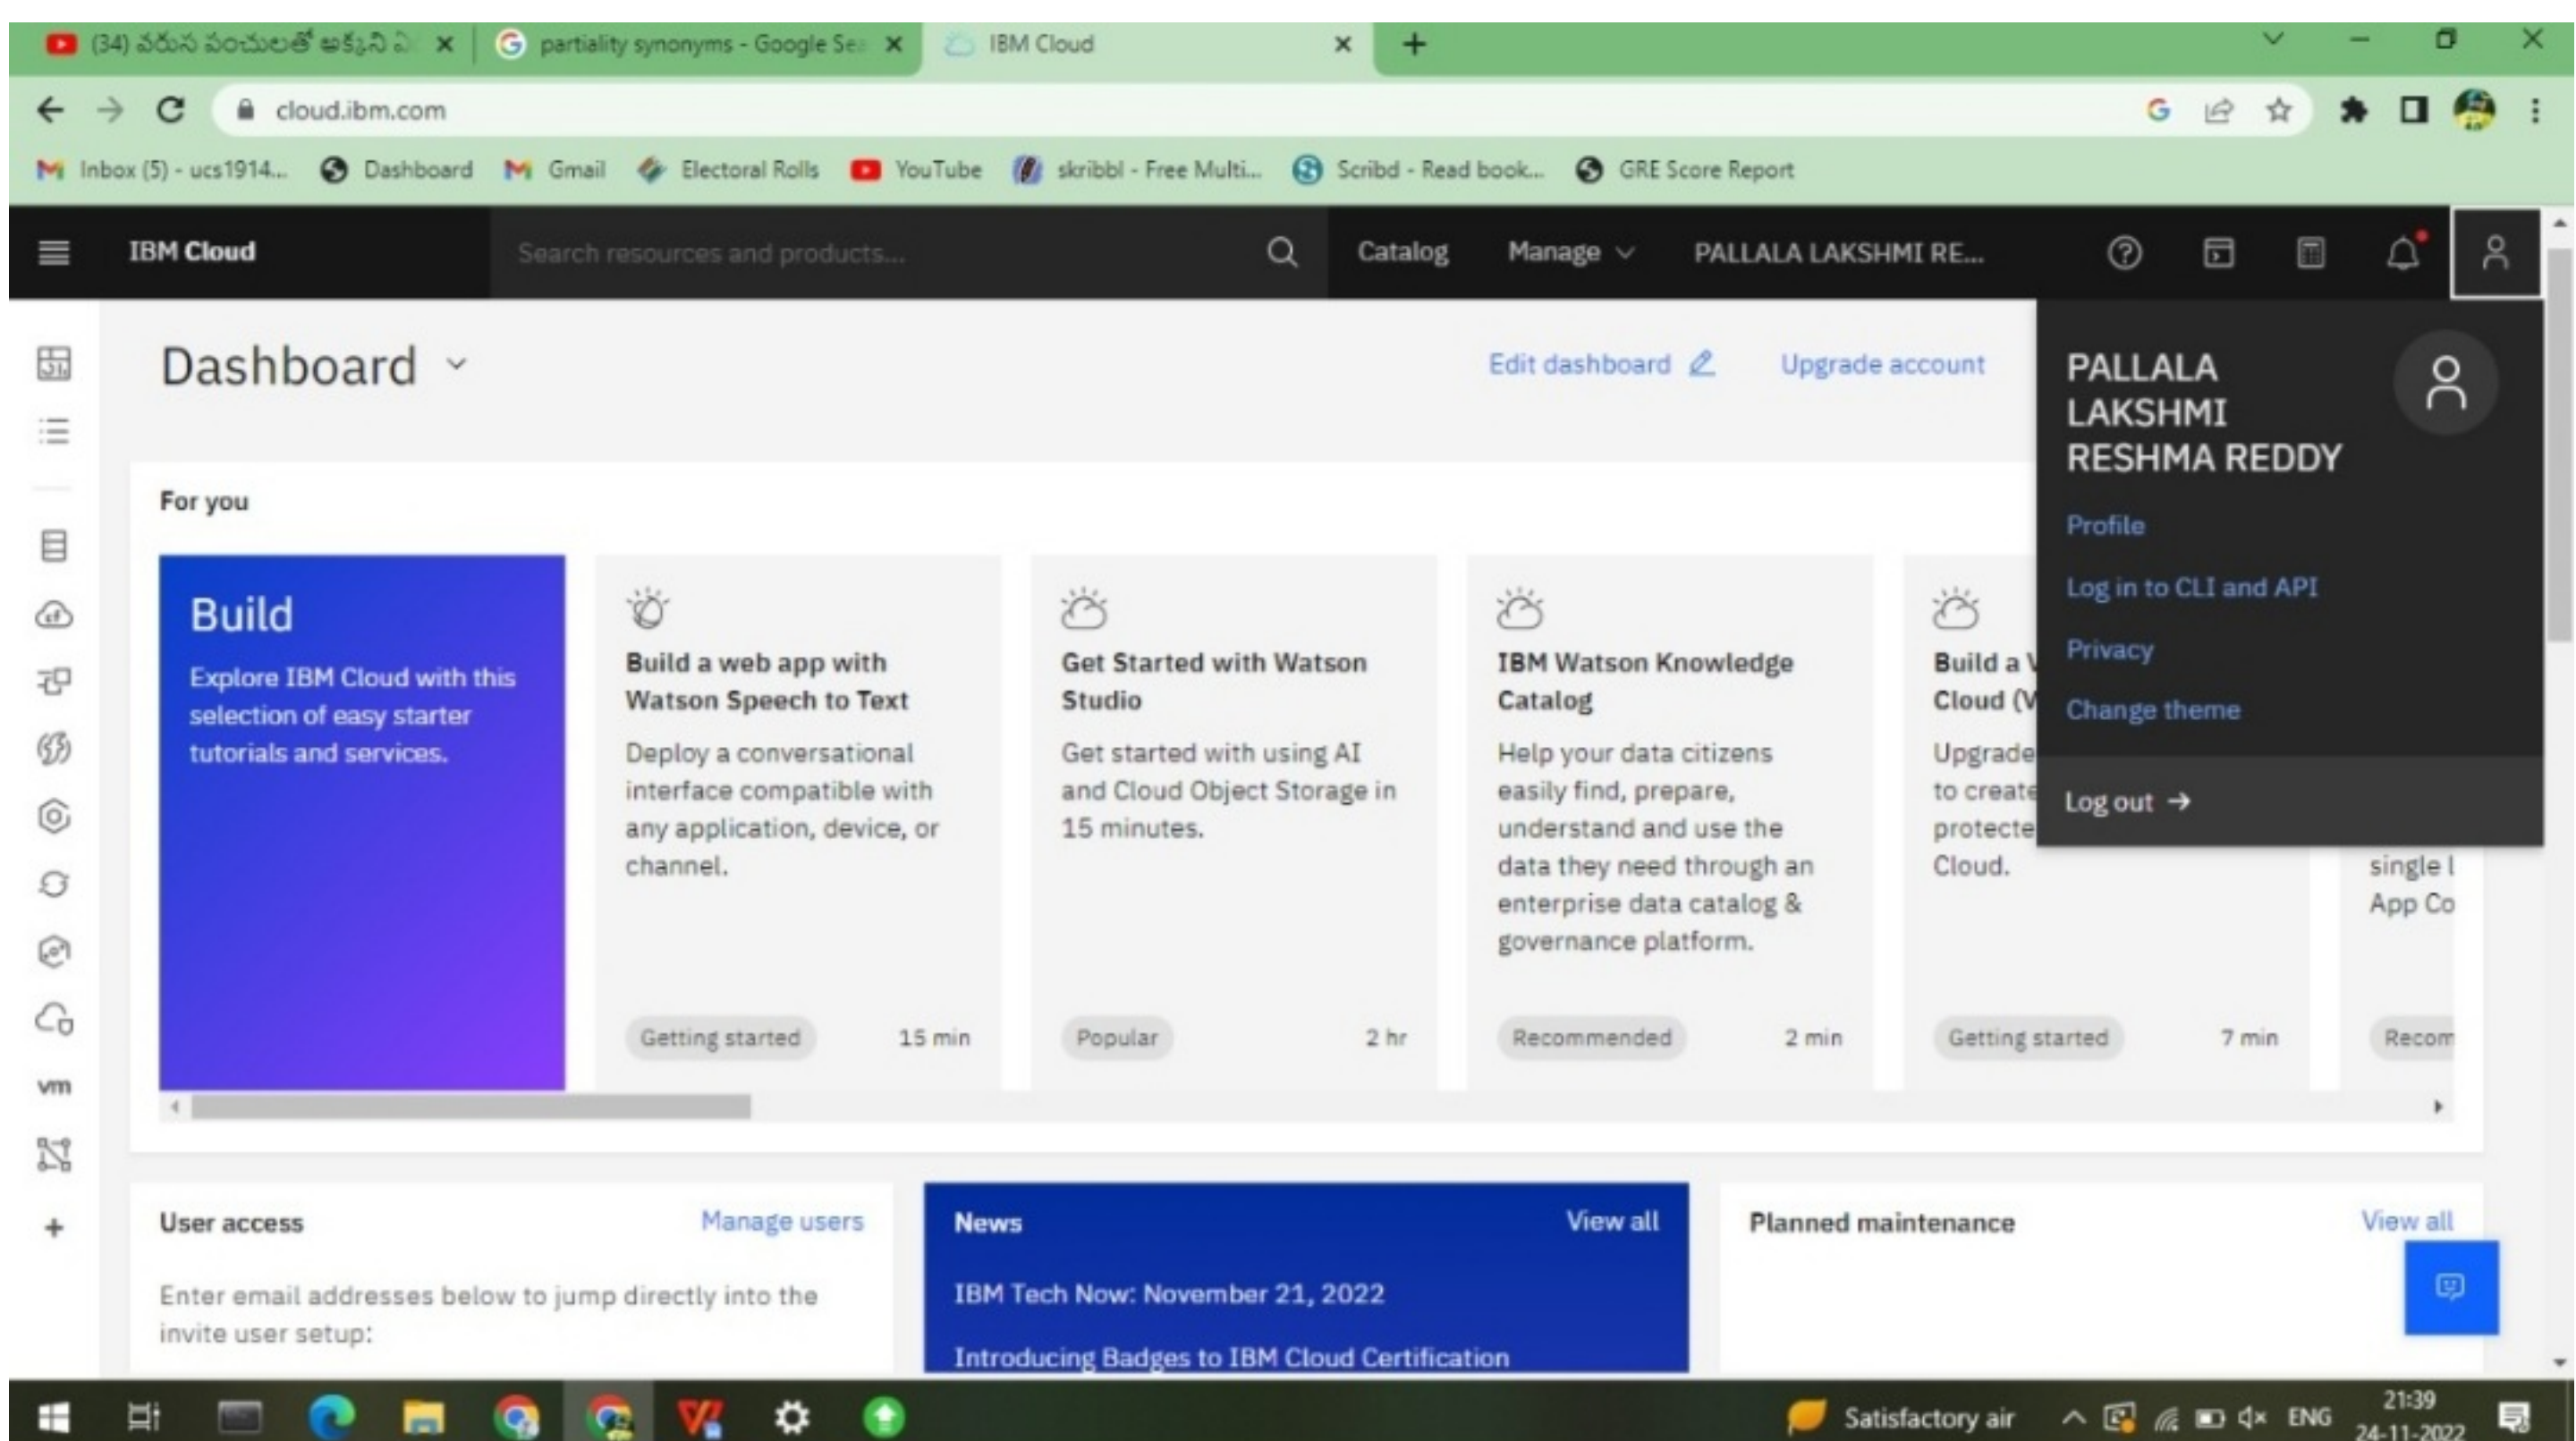 (34) వరుస పంచులతో అక్కని ఏ
partiality synonyms - Google Sea
IBM Cloud
cloud.ibm.com
Inbox (5) - ucs1914...
Dashboard
Gmail
Electoral Rolls
YouTube
skribbl - Free Multi...
Scribd - Read book...
GRE Score Report
IBM Cloud
Search resources and products...
Catalog
Manage
PALLALA LAKSHMI RE...
Dashboard
Edit dashboard
Upgrade account
PALLALA
LAKSHMI
RESHMA REDDY
Profile
Log in to CLI and API
Privacy
Change theme
Log out →
For you
Build
Explore IBM Cloud with this
selection of easy starter
tutorials and services.
Build a web app with
Watson Speech to Text
Deploy a conversational
interface compatible with
any application, device, or
channel.
Getting started
15 min
Get Started with Watson
Studio
Get started with using AI
and Cloud Object Storage in
15 minutes.
Popular
2 hr
IBM Watson Knowledge
Catalog
Help your data citizens
easily find, prepare,
understand and use the
data they need through an
enterprise data catalog &
governance platform.
Recommended
2 min
Build a V
Cloud (V
Upgrade
to create
protecte
Cloud.
Getting started
7 min
single l
App Co
Recom
vm
User access
Manage users
Enter email addresses below to jump directly into the
invite user setup:
News
View all
IBM Tech Now: November 21, 2022
Introducing Badges to IBM Cloud Certification
Planned maintenance
View all
Satisfactory air
ENG
21:39
24-11-2022